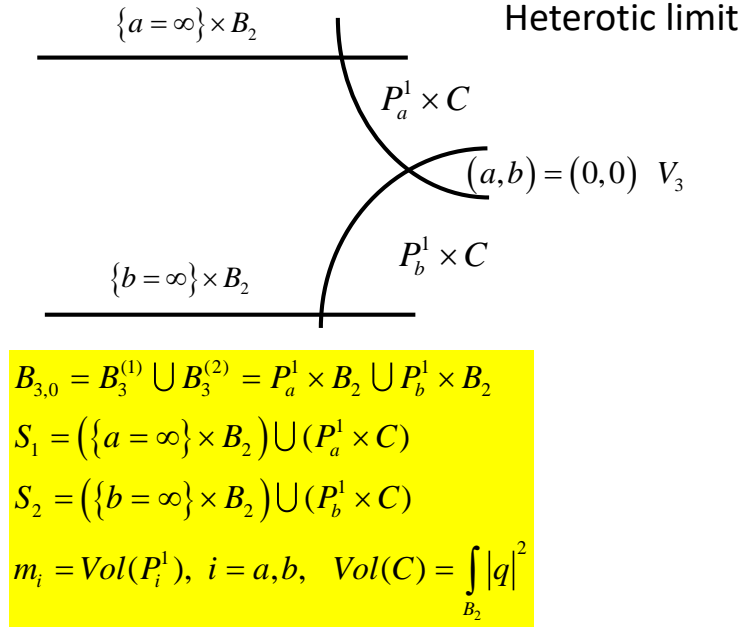 {a = ∞} × B₂
Heterotic limit
P¹ₐ × C
(a,b) = (0,0) V₃
P¹_b × C
{b = ∞} × B₂
B₃,₀ = B₃⁽¹⁾ ∪ B₃⁽²⁾ = P¹ₐ × B₂ ∪ P¹_b × B₂
S₁ = ({a = ∞} × B₂) ∪ (P¹ₐ × C)
S₂ = ({b = ∞} × B₂) ∪ (P¹_b × C)
mᵢ = Vol(P¹ᵢ), i = a,b, Vol(C) = ∫_{B₂} |q|²